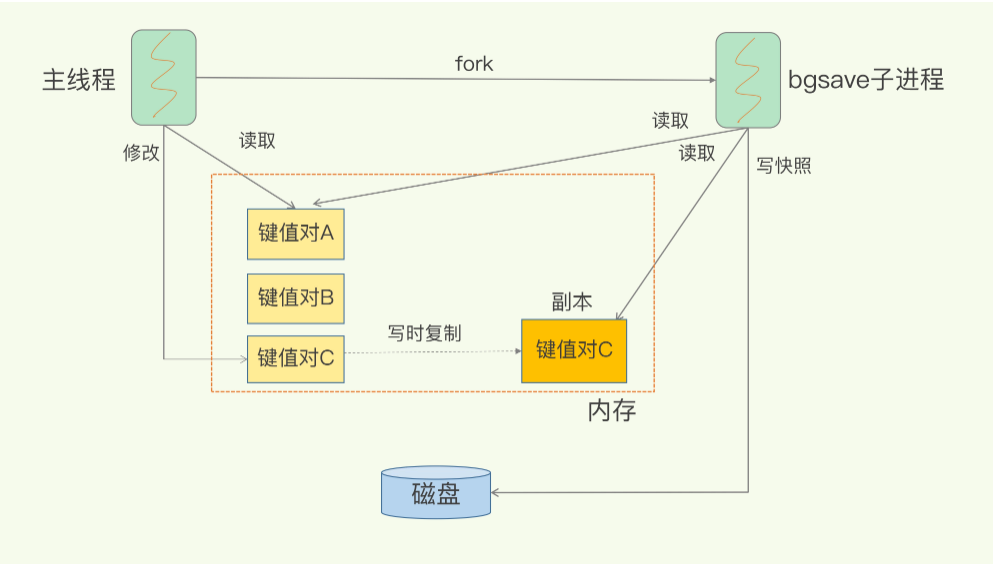 fork
主线程
bgsave子进程
读取
读取
修改
读取
写快照
键值对A
键值对B
副本
写时复制
键值对C
键值对C
内存
磁盘